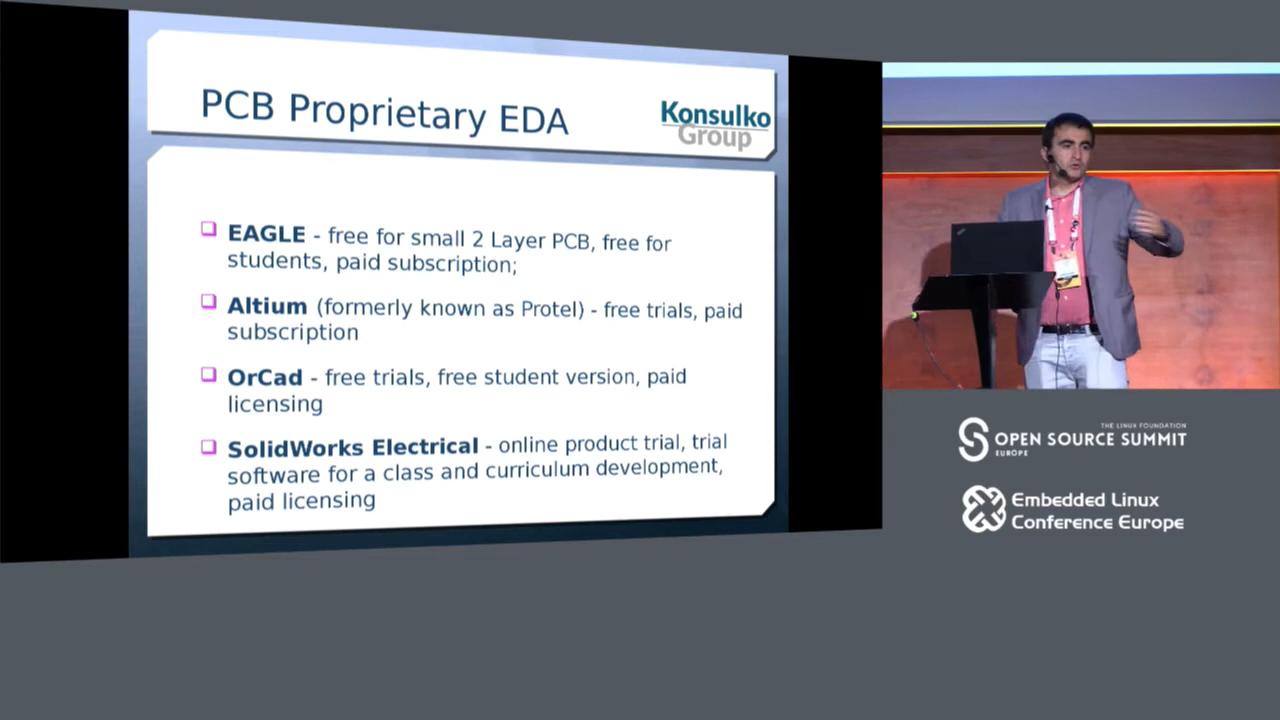 PCB Proprietary EDA
Konsulko
Group
EAGLE - free for small 2 Layer PCB, free for
students, paid subscription;
Altium (formerly known as Protel) - free trials, paid
subscription
OrCad - free trials, free student version, paid
licensing
SolidWorks Electrical - online product trial, trial
software for a class and curriculum development,
paid licensing
THE LINUX FOUNDATION
OPEN SOURCE SUMMIT
EUROPE
Embedded Linux
Conference Europe